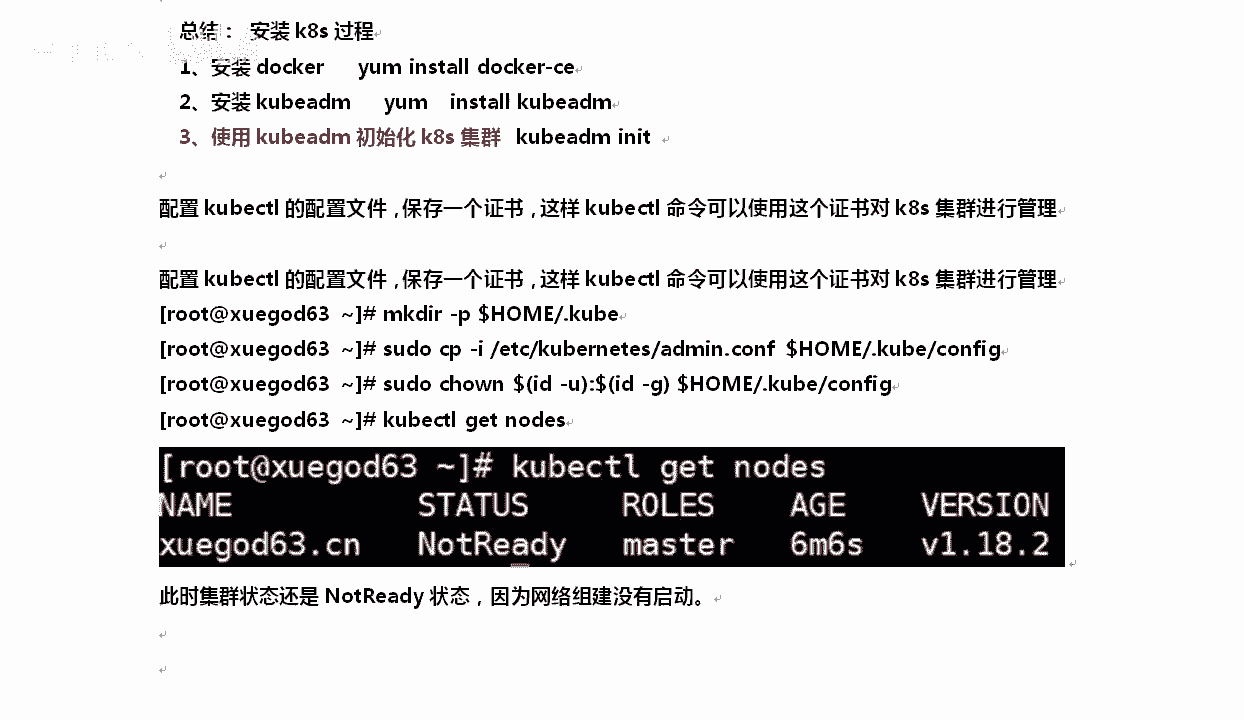 总结： 安装 k8s 过程
1、安装 docker yum install docker-ce
2、安装 kubeadm yum install kubeadm
3、使用 kubeadm 初始化 k8s 集群 kubeadm init
配置 kubectl 的配置文件，保存一个证书，这样 kubectl 命令可以使用这个证书对 k8s 集群进行管理
配置 kubectl 的配置文件，保存一个证书，这样 kubectl 命令可以使用这个证书对 k8s 集群进行管理
[root@xuegod63 ~]# mkdir -p $HOME/.kube
[root@xuegod63 ~]# sudo cp -i /etc/kubernetes/admin.conf $HOME/.kube/config
[root@xuegod63 ~]# sudo chown $(id -u):$(id -g) $HOME/.kube/config
[root@xuegod63 ~]# kubectl get nodes
[root@xuegod63 ~]# kubectl get nodes
NAME STATUS ROLES AGE VERSION
xuegod63.cn NotReady master 6m6s v1.18.2
此时集群状态还是 NotReady 状态，因为网络组建没有启动。